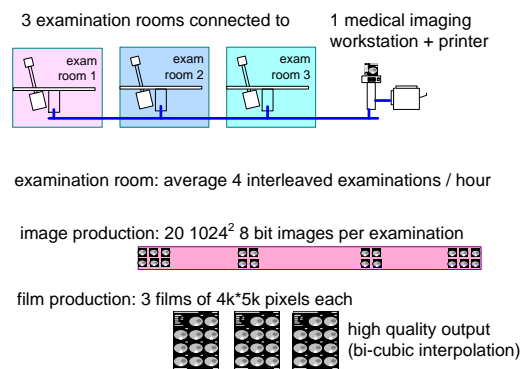 3 examination rooms connected to
1 medical imaging
workstation + printer
exam
room 1
exam
room 2
exam
room 3
examination room: average 4 interleaved examinations / hour
image production: 20 1024² 8 bit images per examination
film production: 3 films of 4k*5k pixels each
high quality output
(bi-cubic interpolation)